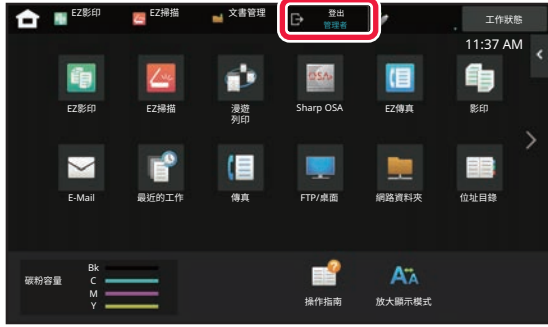 EZ影印
EZ掃描
文書管理
登出
管理者
工作狀態
11:37 AM
EZ影印
EZ掃描
漫遊
列印
Sharp OSA
EZ傳真
影印
E-Mail
最近的工作
傳真
FTP/桌面
網路資料夾
位址目錄
碳粉容量
Bk
C
M
Y
操作指南
放大顯示模式